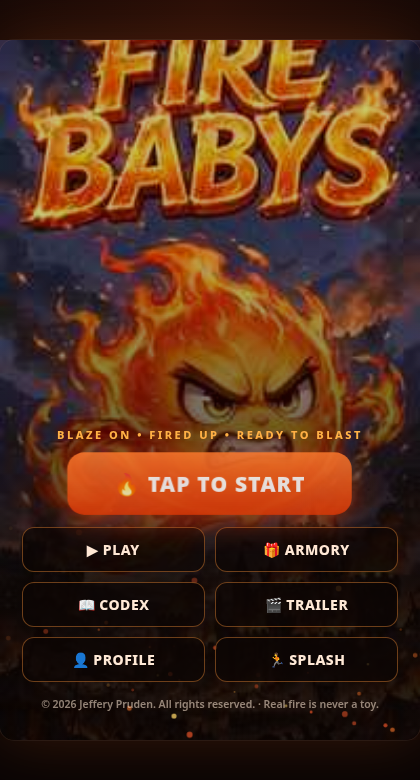 FIRE
BABYS
BLAZE ON • FIRED UP • READY TO BLAST
🔥 TAP TO START
▶ PLAY
🎁 ARMORY
📖 CODEX
🎬 TRAILER
👤 PROFILE
🏃 SPLASH
© 2026 Jeffery Pruden. All rights reserved. · Real fire is never a toy.